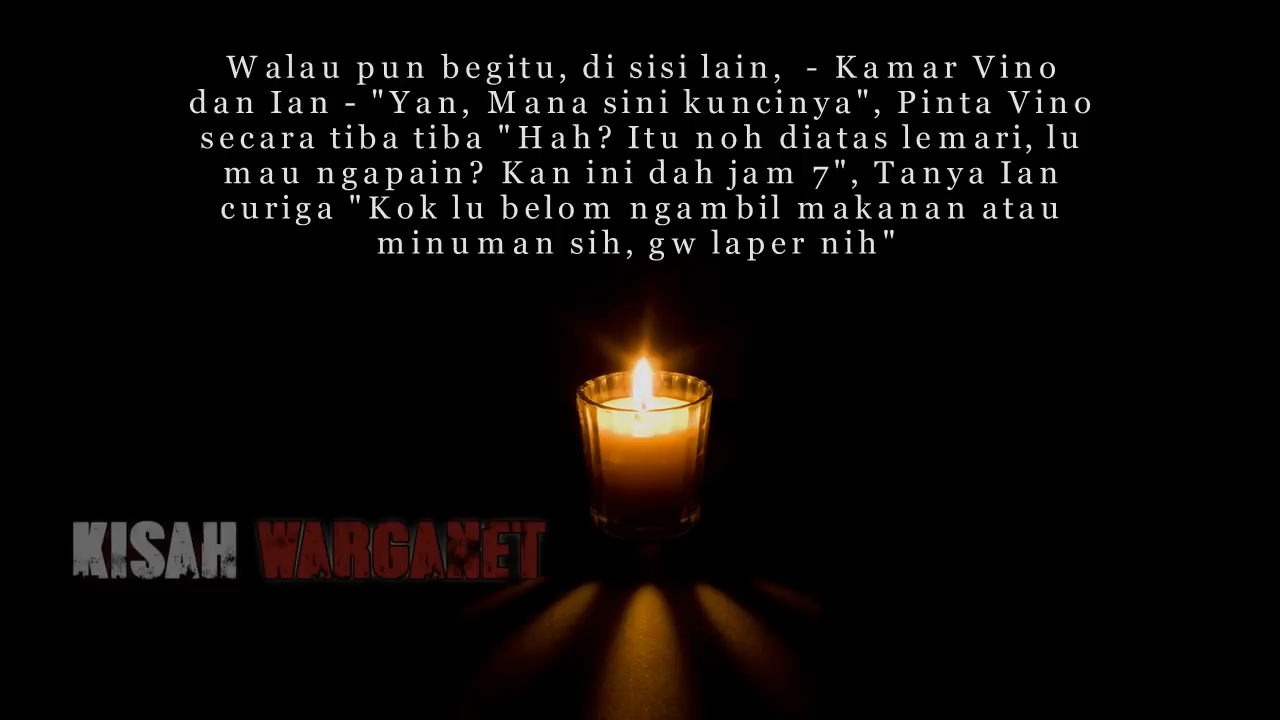 Walau pun begitu, di sisi lain,  - Kamar Vino
dan Ian - "Yan, Mana sini kuncinya", Pinta Vino
secara tiba tiba "Hah? Itu noh diatas lemari, lu
mau ngapain? Kan ini dah jam 7", Tanya Ian
curiga "Kok lu belom ngambil makanan atau
minuman sih, gw laper nih"
KISAH WARGANET